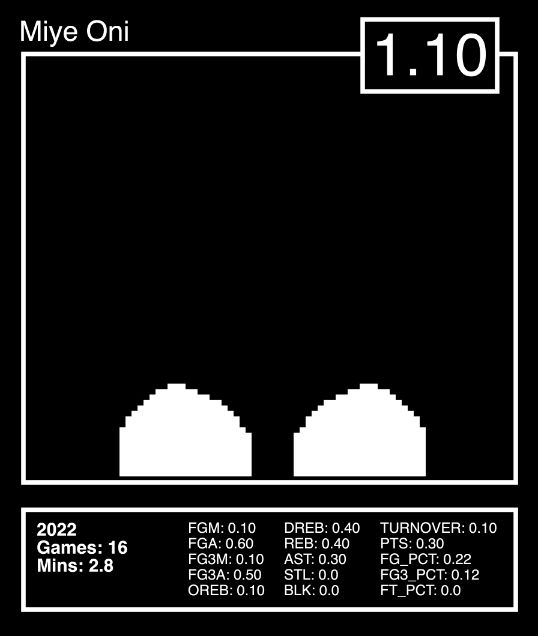 Miye Oni
1.10
2022
Games: 16
Mins: 2.8
FGM: 0.10
FGA: 0.60
FG3M: 0.10
FG3A: 0.50
OREB: 0.10
DREB: 0.40
REB: 0.40
AST: 0.30
STL: 0.0
BLK: 0.0
TURNOVER: 0.10
PTS: 0.30
FG_PCT: 0.22
FG3_PCT: 0.12
FT_PCT: 0.0